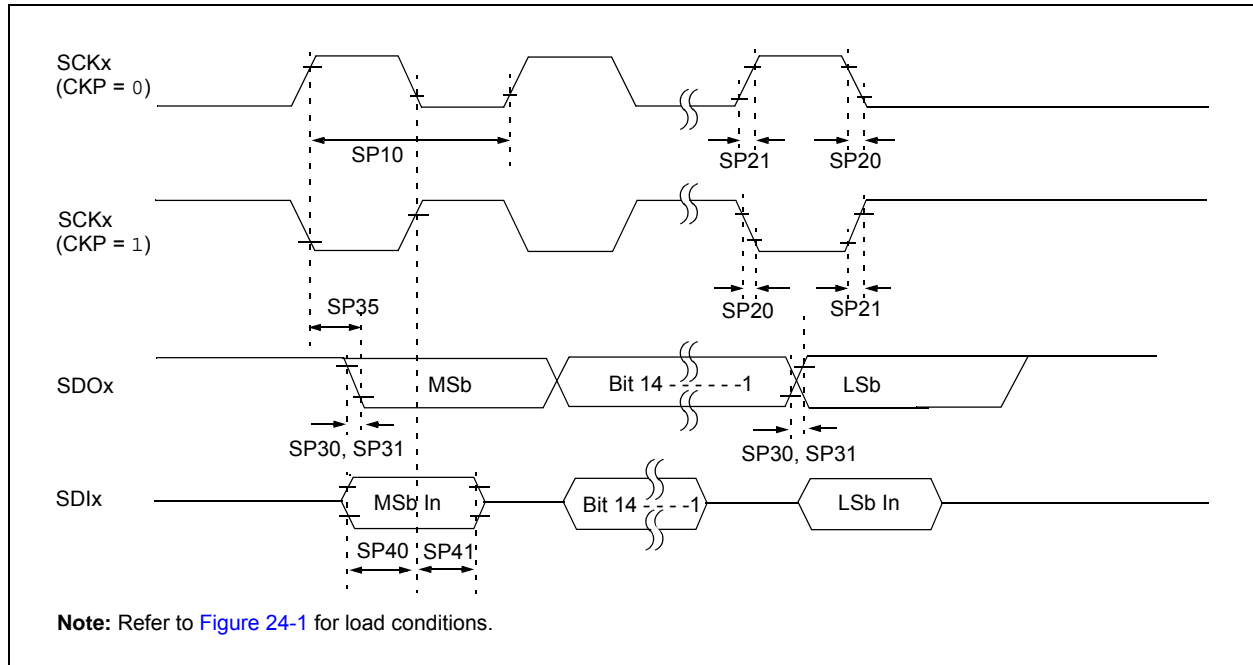 SCKx
(CKP = 0)
SP10
SP21
SP20
SCKx
(CKP = 1)
SP35
SP20
SP21
SDOx
MSb
Bit 14 - - - - - -1
LSb
SP30, SP31
SP30, SP31
SDIx
MSb In
Bit 14 - - - -1
LSb In
SP40
SP41
Note: Refer to Figure 24-1 for load conditions.